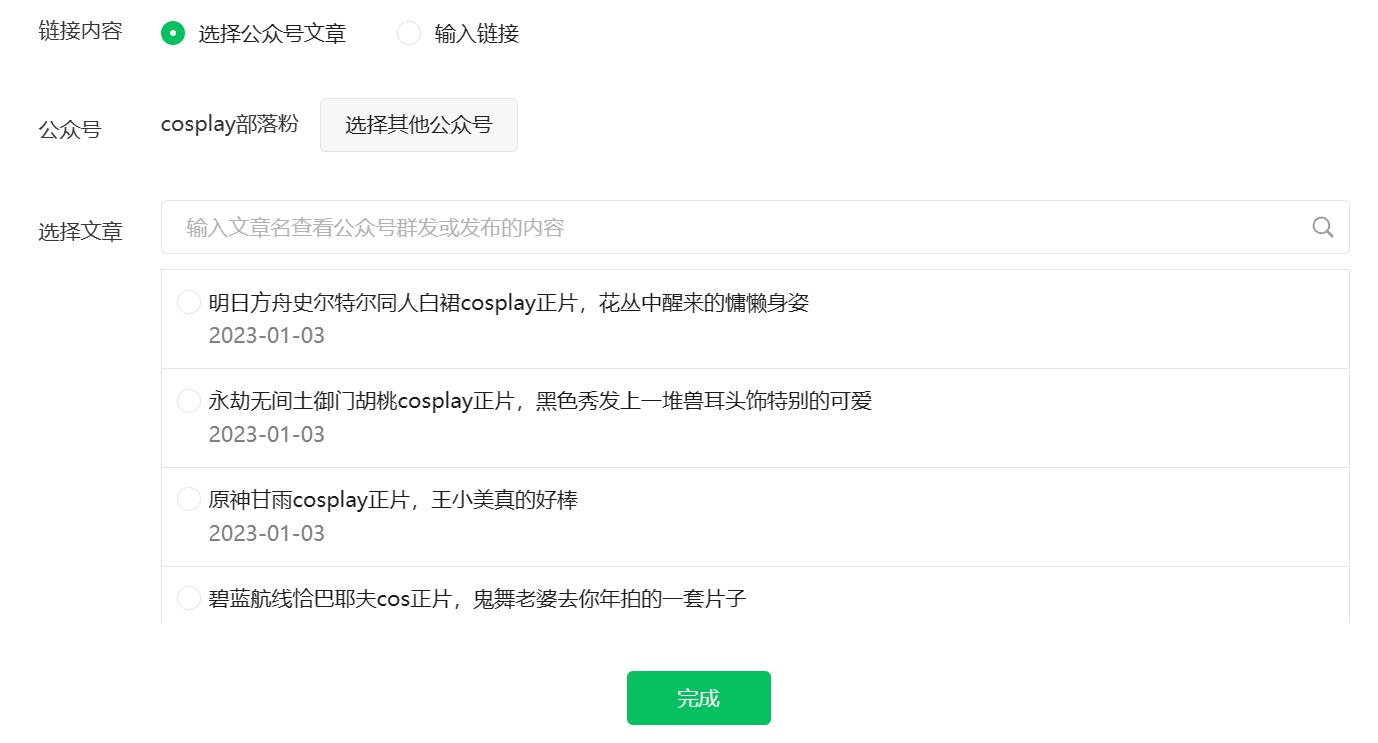 链接内容 选择公众号文章 输入链接
公众号 cosplay部落粉 选择其他公众号
选择文章 输入文章名查看公众号群发或发布的内容
明日方舟史尔特尔同人白裙cosplay正片，花丛中醒来的慵懒身姿
2023-01-03
永劫无间土御门胡桃cosplay正片，黑色秀发上一堆兽耳头饰特别的可爱
2023-01-03
原神甘雨cosplay正片，王小美真的好棒
2023-01-03
碧蓝航线恰巴耶夫cos正片，鬼舞老婆去你年拍的一套片子
完成